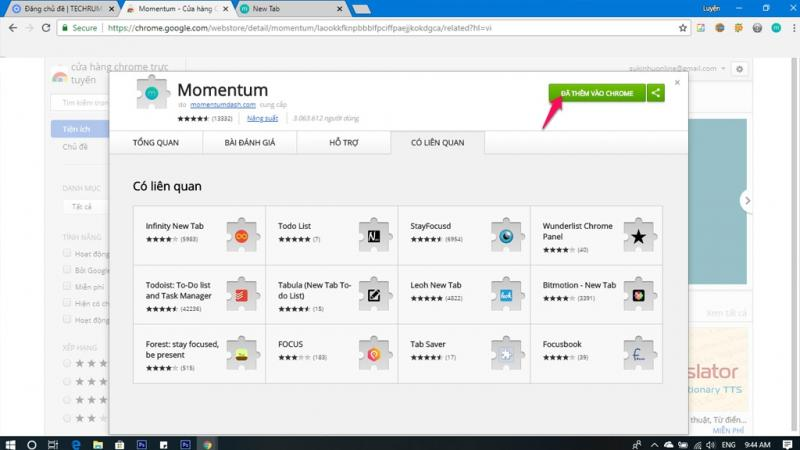 Đăng chủ đề | TECHRUM
Momentum - Cửa hàng C
New Tab
Luyện
Secure
https://chrome.google.com/webstore/detail/momentum/laookkfknpbbblfpciffpaejjkokdgca/related?hl=vi
cửa hàng chrome trực tuyến
sukinhuonline@gmail.com
Momentum
do momentumdash.com cung cấp
(13332)
Năng suất
3.063.612 người dùng
ĐÃ THÊM VÀO CHROME
Tìm kiếm
Tiện ích
Chủ đề
DANH MỤC
Tất cả
TÍNH NĂNG
Hoạt động
Bởi Google
Miễn phí
Hiện có ch
Hoạt động
XẾP HẠNG
TỔNG QUAN
BÀI ĐÁNH GIÁ
HỖ TRỢ
CÓ LIÊN QUAN
Có liên quan
Infinity New Tab
(5983)
Todo List
(7)
StayFocusd
(6954)
Wunderlist Chrome
Panel
(40)
Todoist: To-Do list
and Task Manager
(42236)
Tabula (New Tab To-
do List)
(15)
Leoh New Tab
(4822)
Bitmotion - New Tab
(3391)
Forest: stay focused,
be present
(515)
FOCUS
(183)
Tab Saver
(17)
Focusbook
(39)
Xem tất cả
slator
tionary TTS
thuật, Từ điển...
MIỄN PHÍ
ENG
9:44 AM